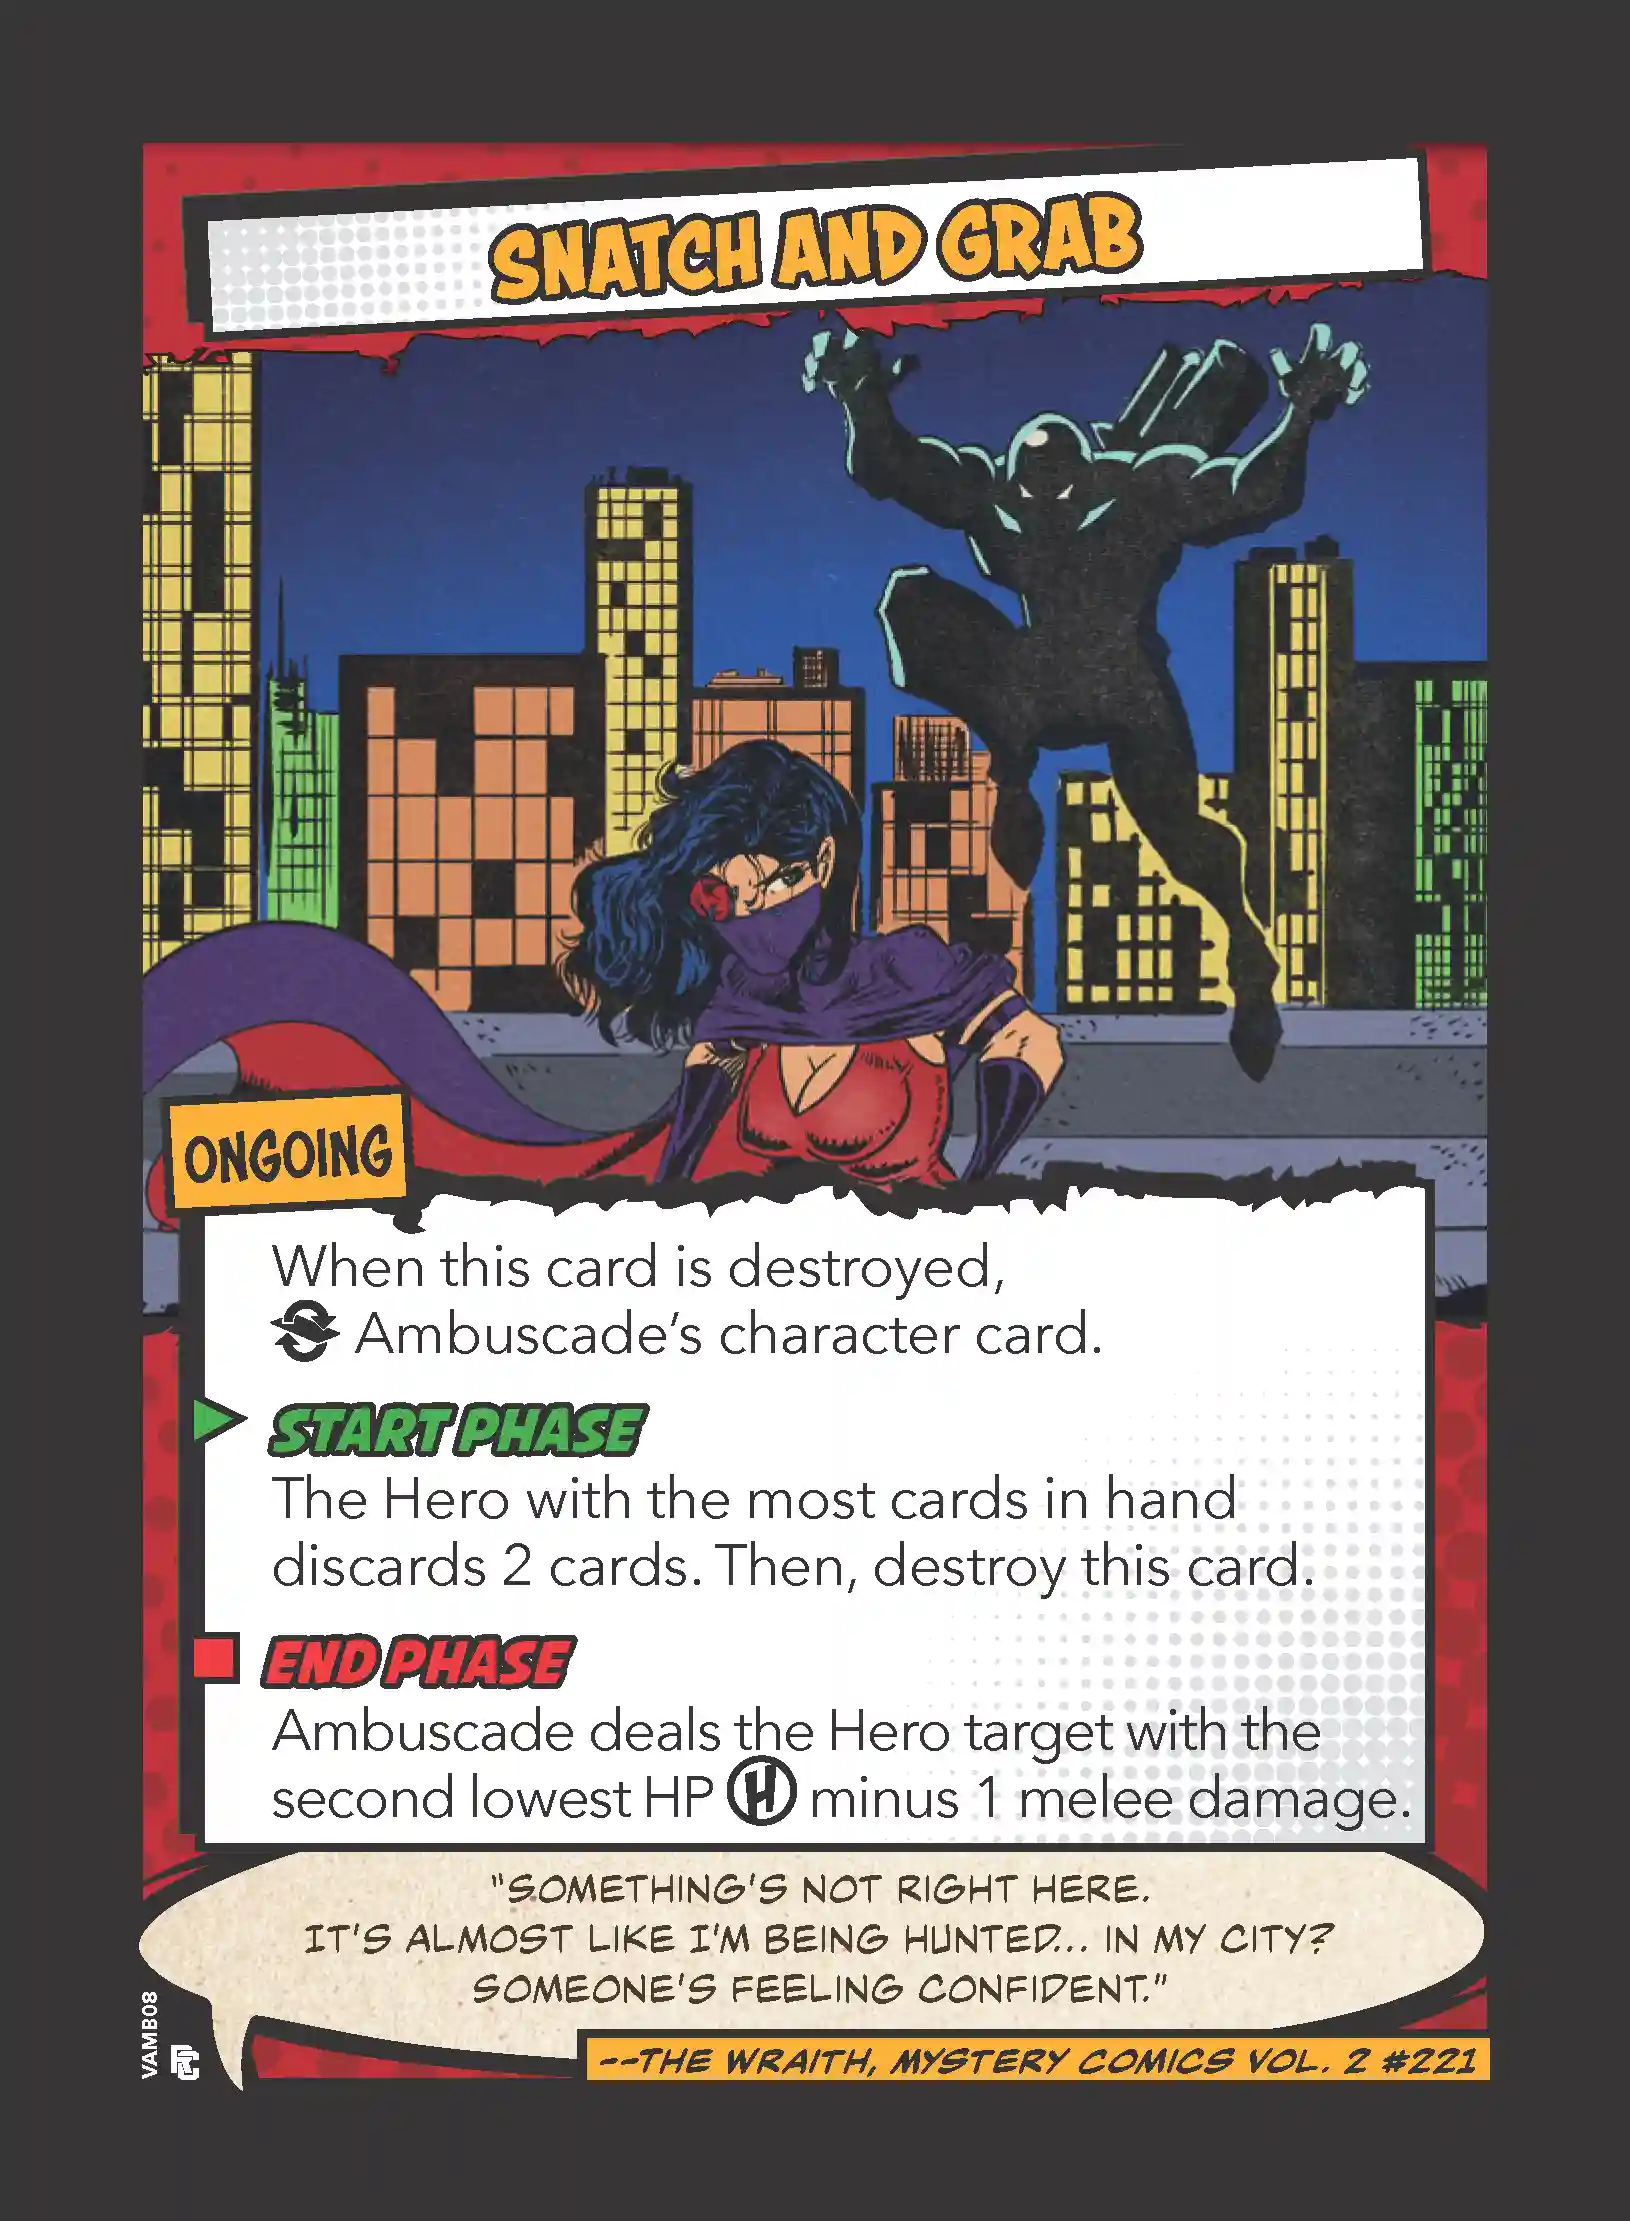 SNATCH AND GRAB
ONGOING
When this card is destroyed,
Ambuscade's character card.
START PHASE
The Hero with the most cards in hand
discards 2 cards. Then, destroy this card.
END PHASE
Ambuscade deals the Hero target with the
second lowest HP H minus 1 melee damage.
"SOMETHING'S NOT RIGHT HERE.
IT'S ALMOST LIKE I'M BEING HUNTED... IN MY CITY?
SOMEONE'S FEELING CONFIDENT."
--THE WRAITH, MYSTERY COMICS VOL. 2 #221
VAMB08